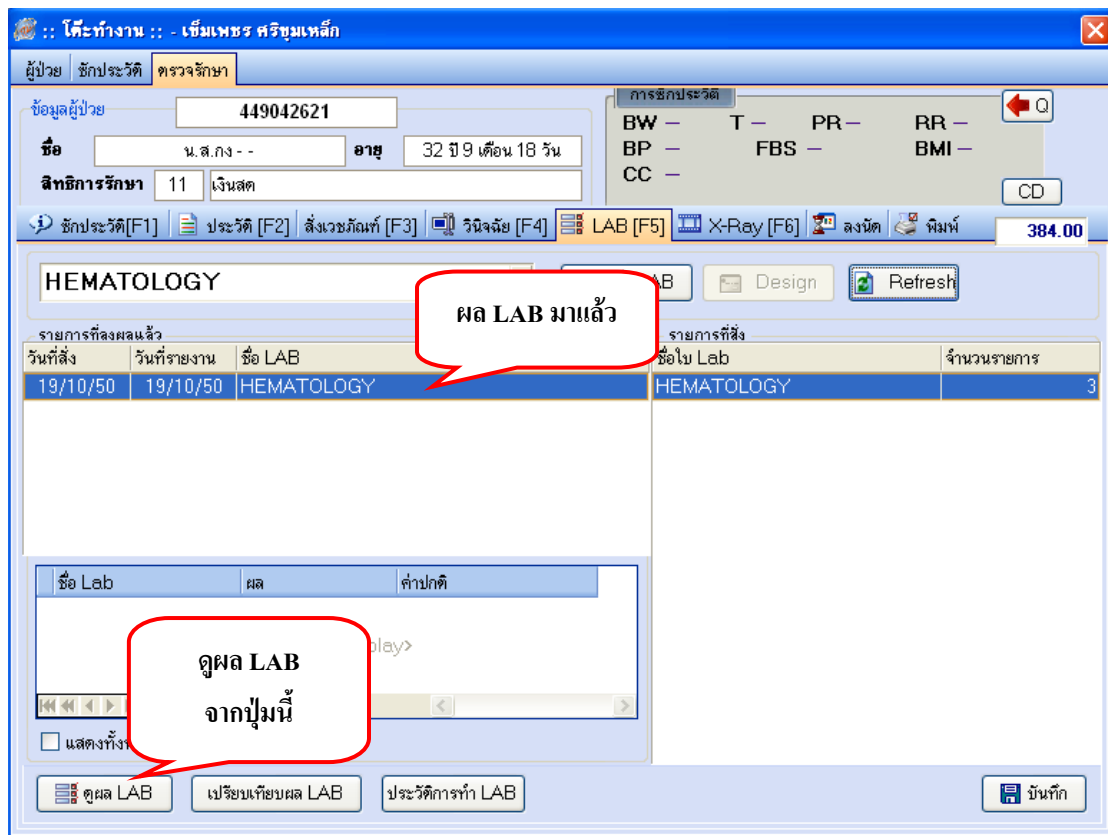 :: โต๊ะทำงาน :: - เข็มเพชร ศรีขุมเหล็ก
ผู้ป่วย ซักประวัติ ตรวจรักษา
ข้อมูลผู้ป่วย 449042621
ชื่อ น.ส.กง - - อายุ 32 ปี 9 เดือน 18 วัน
สิทธิการรักษา 11 เงินสด
การซักประวัติ
BW – T – PR – RR –
BP – FBS – BMI –
CC –
Q
CD
ซักประวัติ[F1] ประวัติ [F2] สั่งเวชภัณฑ์ [F3] วินิจฉัย [F4] LAB [F5] X-Ray [F6] ลงนัด พิมพ์ 384.00
HEMATOLOGY Design Refresh
ผล LAB มาแล้ว
รายการที่ลงผลแล้ว
วันที่สั่ง วันที่รายงาน ชื่อ LAB
19/10/50 19/10/50 HEMATOLOGY
รายการที่สั่ง
ชื่อใบ Lab จำนวนรายการ
HEMATOLOGY 3
ชื่อ Lab ผล ค่าปกติ
ดูผล LAB
จากปุ่มนี้
ดูผล LAB เปรียบเทียบผล LAB ประวัติการทำ LAB บันทึก